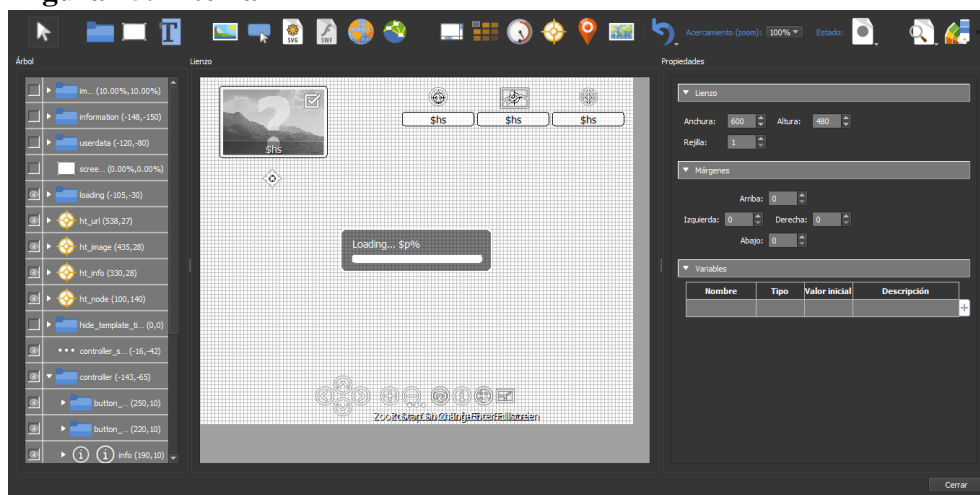 SVG
SWF
Acercamiento (zoom): 100% Estado:
Árbol
Lienzo
Propiedades
im... (10.00%,10.00%)
information (-148,-150)
userdata (-120,-80)
scree... (0.00%,0.00%)
loading (-105,-30)
ht_url (538,27)
ht_image (435,28)
ht_info (330,28)
ht_node (100,140)
hide_template_ti... (0,0)
controller_s... (-16,-42)
controller (-143,-65)
button_... (250,10)
button_... (220,10)
info (190,10)
$hs
$hs
$hs
$hs
Loading... $p%
Lienzo
Anchura: 600 Altura: 480
Rejilla: 1
Márgenes
Arriba: 0
Izquierda: 0 Derecha: 0
Abajo: 0
Variables
Nombre Tipo Valor inicial Descripción
Cerrar